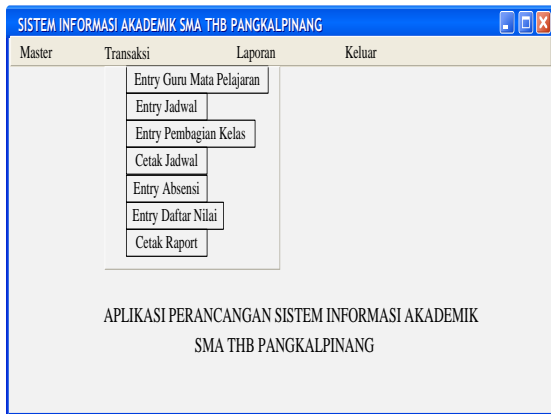 SISTEM INFORMASI AKADEMIK SMA THB PANGKALPINANG
Master Transaksi Laporan Keluar
Entry Guru Mata Pelajaran
Entry Jadwal
Entry Pembagian Kelas
Cetak Jadwal
Entry Absensi
Entry Daftar Nilai
Cetak Raport
APLIKASI PERANCANGAN SISTEM INFORMASI AKADEMIK
SMA THB PANGKALPINANG